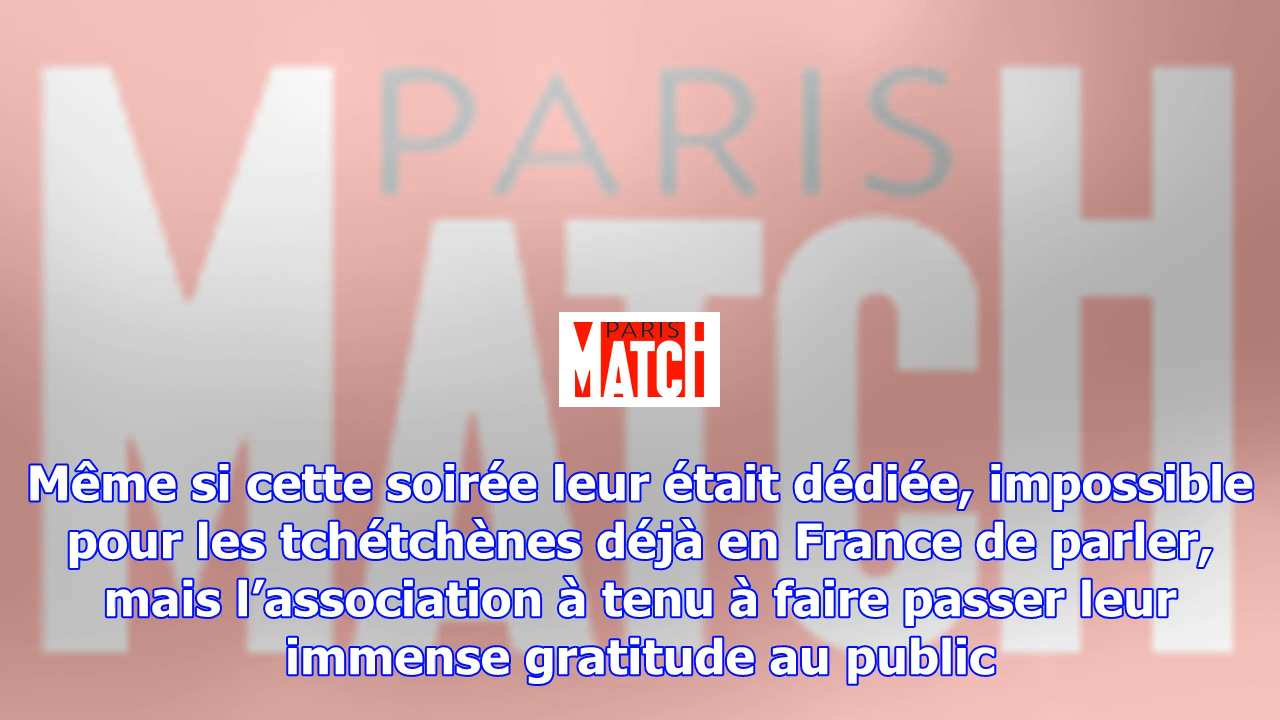 PARIS
MATCH
PARIS
MATCH
Même si cette soirée leur était dédiée, impossible
pour les tchétchènes déjà en France de parler,
mais l’association à tenu à faire passer leur
immense gratitude au public